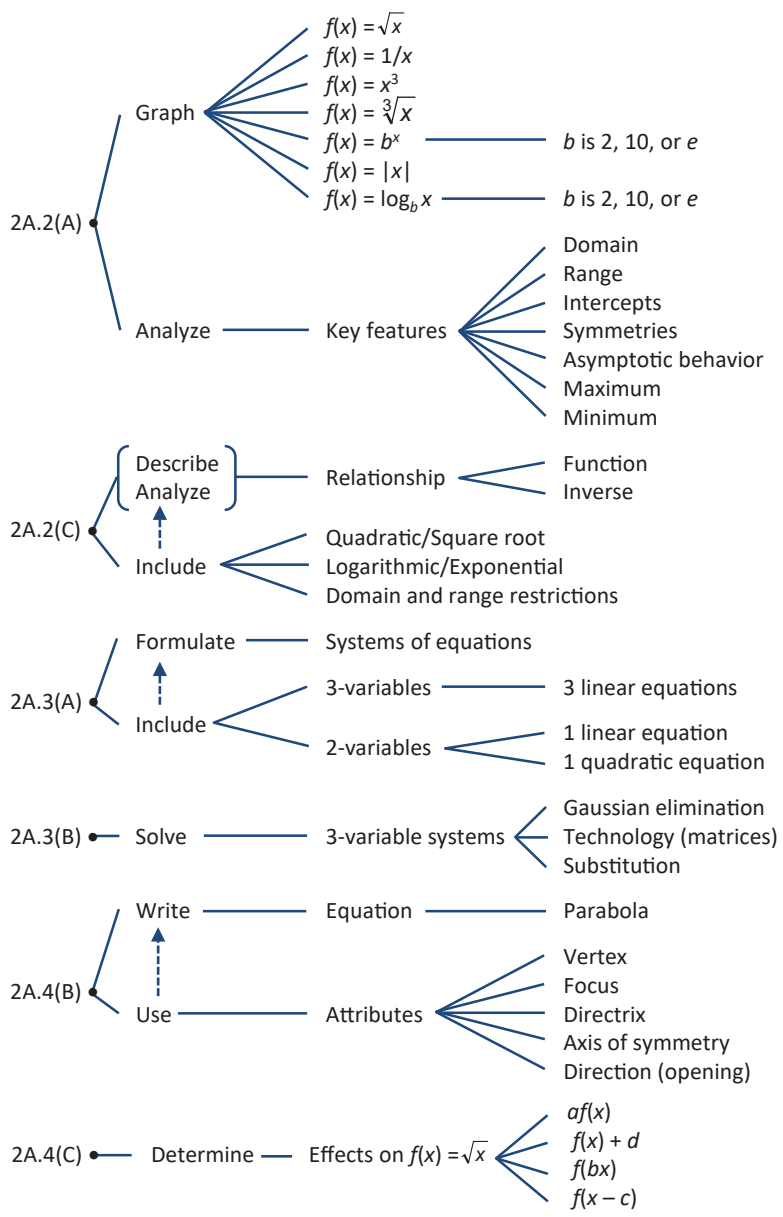 f(x) = √x
f(x) = 1/x
f(x) = x³
Graph
f(x) = ∛x
f(x) = bˣ
b is 2, 10, or e
f(x) = |x|
f(x) = log_b x
b is 2, 10, or e
2A.2(A)
Domain
Range
Intercepts
Analyze
Key features
Symmetries
Asymptotic behavior
Maximum
Minimum
Describe
Analyze
Relationship
Function
Inverse
2A.2(C)
Include
Quadratic/Square root
Logarithmic/Exponential
Domain and range restrictions
Formulate
Systems of equations
2A.3(A)
Include
3-variables
3 linear equations
2-variables
1 linear equation
1 quadratic equation
2A.3(B)
Solve
3-variable systems
Gaussian elimination
Technology (matrices)
Substitution
Write
Equation
Parabola
2A.4(B)
Use
Attributes
Vertex
Focus
Directrix
Axis of symmetry
Direction (opening)
2A.4(C)
Determine
Effects on f(x) = √x
af(x)
f(x) + d
f(bx)
f(x – c)